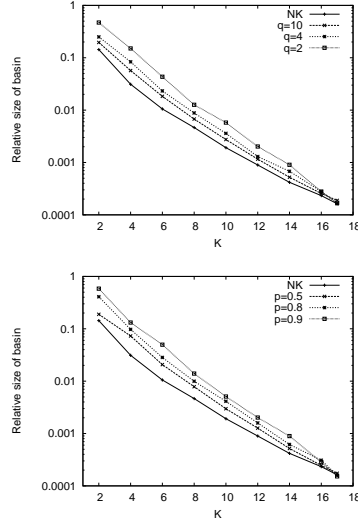 1
NK
q=10
q=4
q=2
0.1
0.01
0.001
0.0001
Relative size of basin
2 4 6 8 10 12 14 16 18
K
1
NK
p=0.5
p=0.8
p=0.9
0.1
0.01
0.001
0.0001
Relative size of basin
2 4 6 8 10 12 14 16 18
K